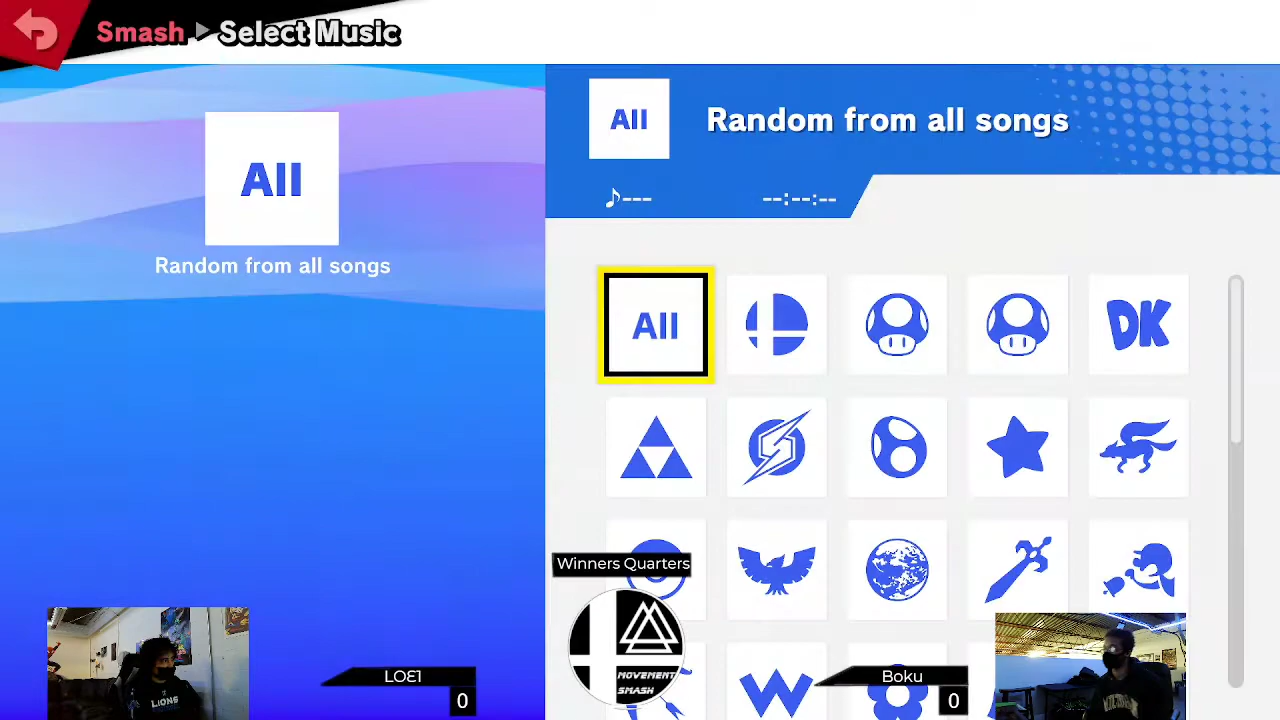 Smash ▶ Select Music
All
Random from all songs
All
Random from all songs
♪---
--:--:--
All
DK
Winners Quarters
MOVEMENT
SMASH
LIONS
LOE1
0
Boku
0